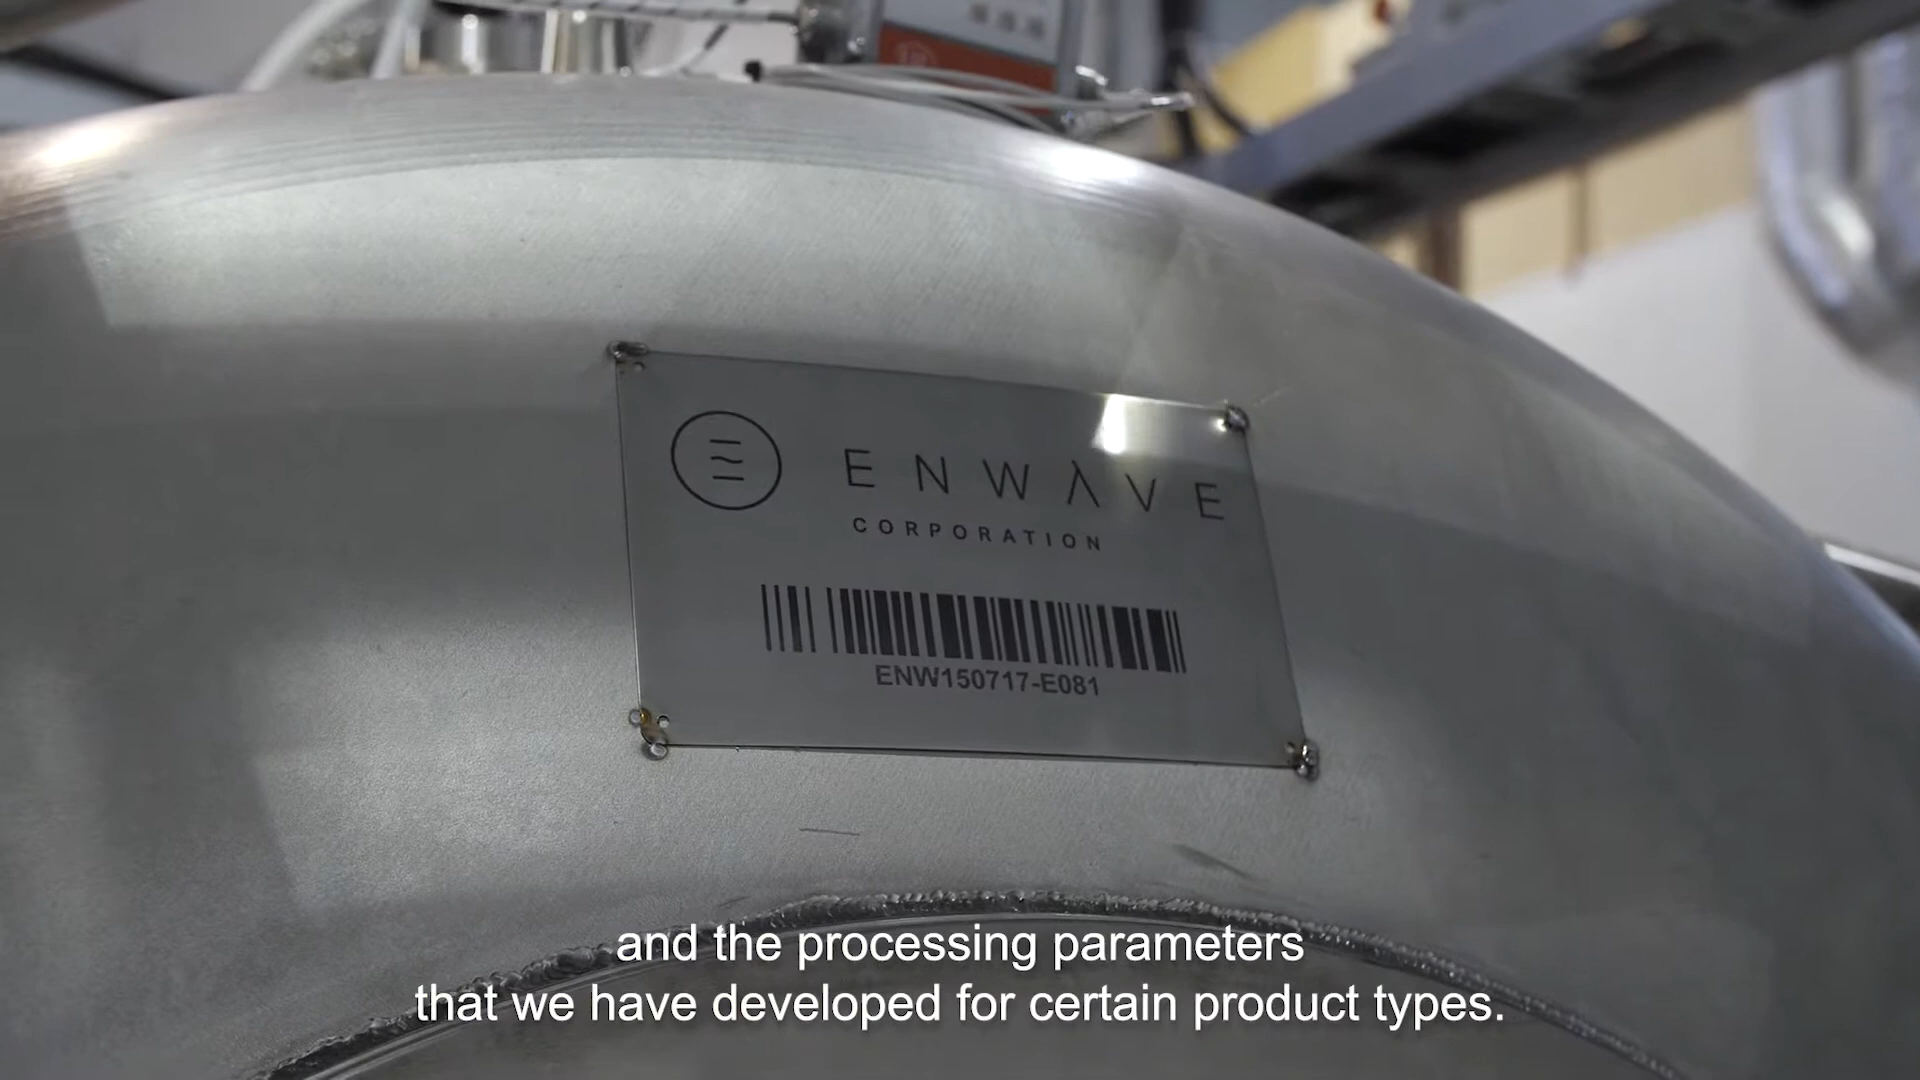 ENWAVE
CORPORATION
ENW150717-E081
and the processing parameters
that we have developed for certain product types.